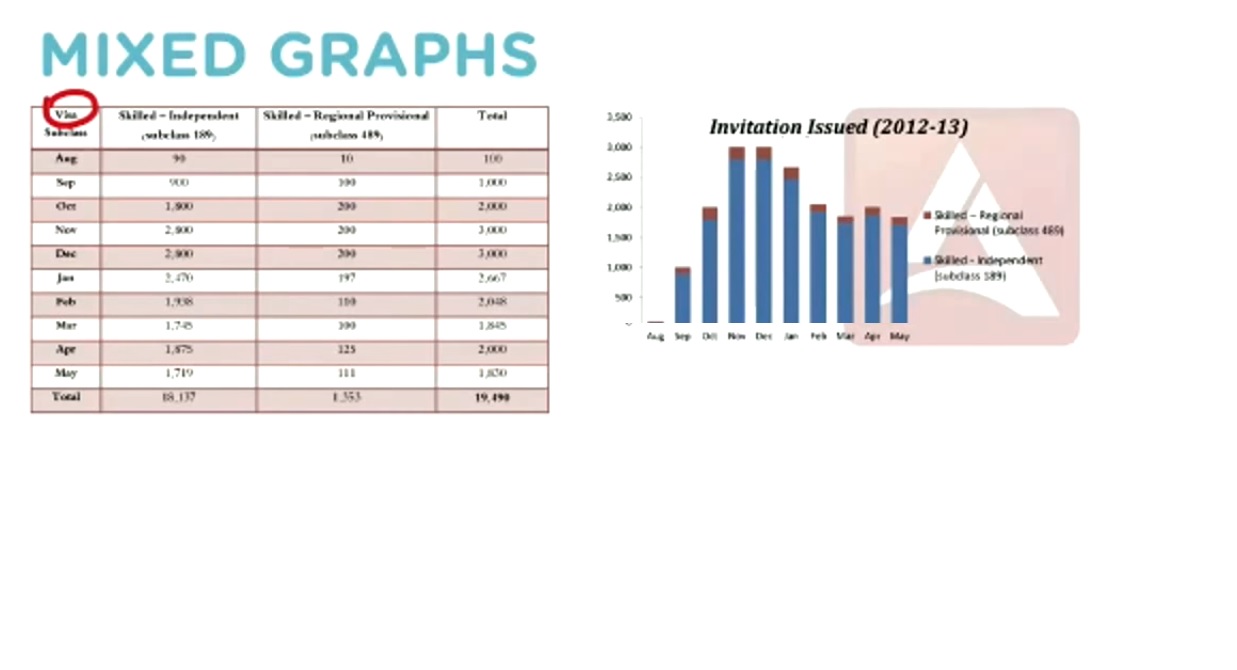 MIXED GRAPHS
Visa Subclass Skilled – Independent (subclass 189) Skilled – Regional Provisional (subclass 489) Total
Aug 90 10 100
Sep 900 100 1,000
Oct 1,800 200 2,000
Nov 2,800 200 3,000
Dec 2,800 200 3,000
Jan 2,470 197 2,667
Feb 1,938 110 2,048
Mar 1,745 100 1,845
Apr 1,875 125 2,000
May 1,719 111 1,830
Total 18,137 1,353 19,490
Invitation Issued (2012-13)
3,500
3,000
2,500
2,000
1,500
1,000
500
Aug Sep Oct Nov Dec Jan Feb Mar Apr May
Skilled – Regional
Provisional (subclass 489)
Skilled - Independent
(subclass 189)